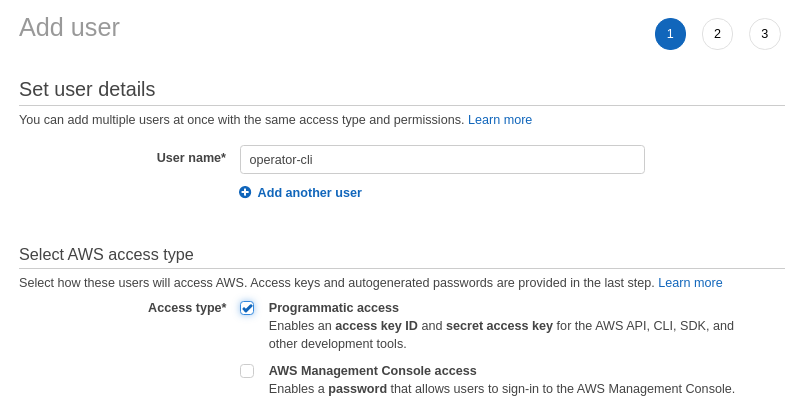 Add user
1 2 3
Set user details
You can add multiple users at once with the same access type and permissions. Learn more
User name* operator-cli
Add another user
Select AWS access type
Select how these users will access AWS. Access keys and autogenerated passwords are provided in the last step. Learn more
Access type* Programmatic access
Enables an access key ID and secret access key for the AWS API, CLI, SDK, and
other development tools.
AWS Management Console access
Enables a password that allows users to sign-in to the AWS Management Console.